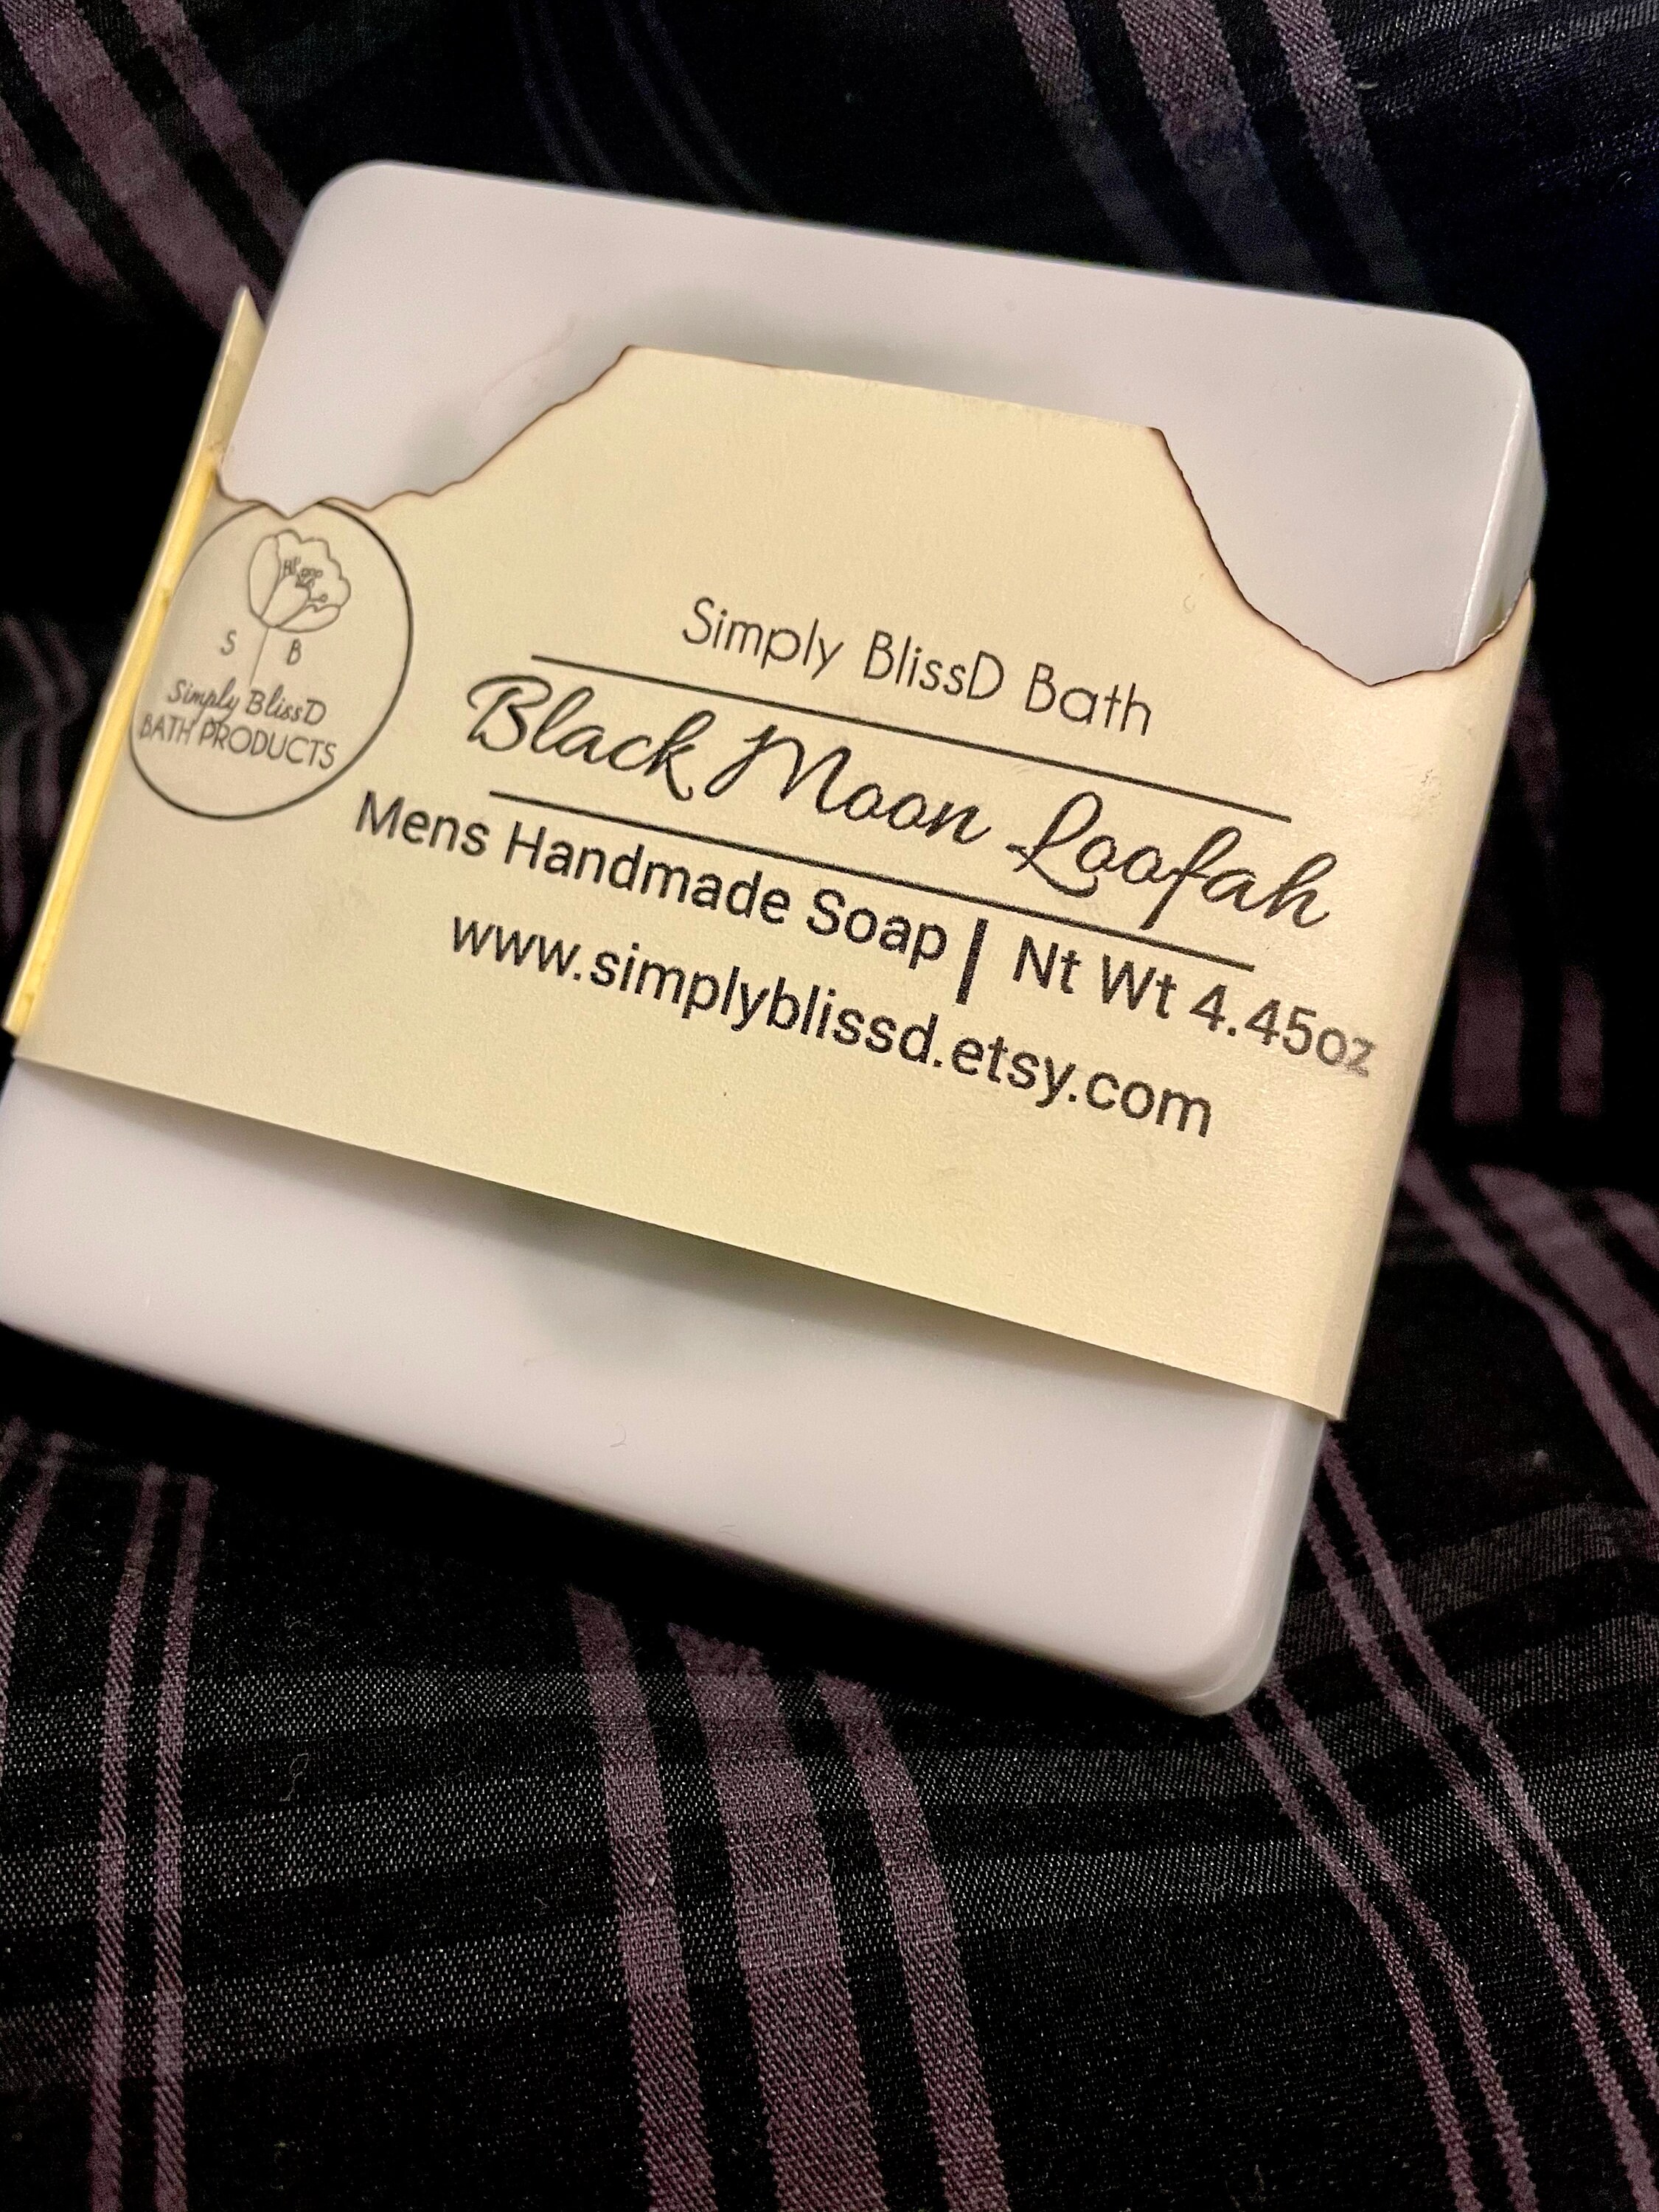 S B
Simply BlissD
BATH PRODUCTS
Simply BlissD Bath
Black Moon Loofah
Mens Handmade Soap | Nt Wt 4.45oz
www.simplyblissd.etsy.com